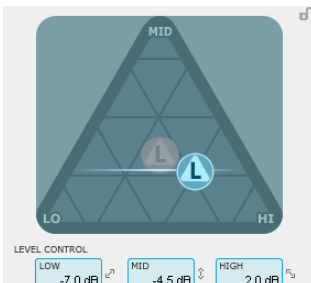 MID
L
L
LO HI
LEVEL CONTROL
LOW MID HIGH
-7.0 dB -4.5 dB 2.0 dB